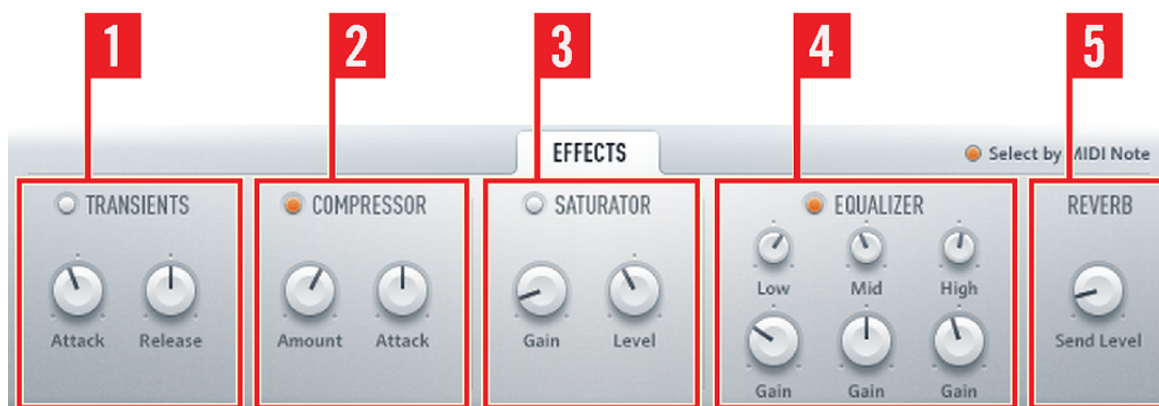 1 2 3 4 5
EFFECTS
Select by MIDI Note
TRANSIENTS
Attack Release
COMPRESSOR
Amount Attack
SATURATOR
Gain Level
EQUALIZER
Low Mid High
Gain Gain Gain
REVERB
Send Level